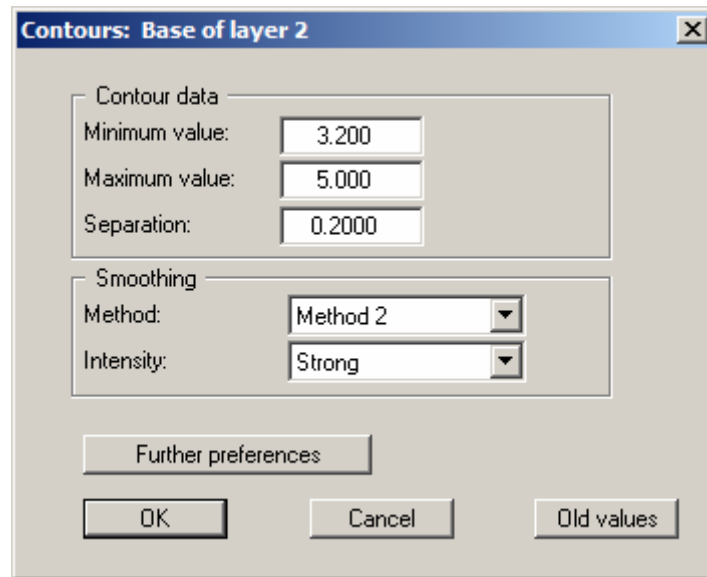 Contours: Base of layer 2
Contour data
Minimum value: 3.200
Maximum value: 5.000
Separation: 0.2000
Smoothing
Method: Method 2
Intensity: Strong
Further preferences
OK Cancel Old values